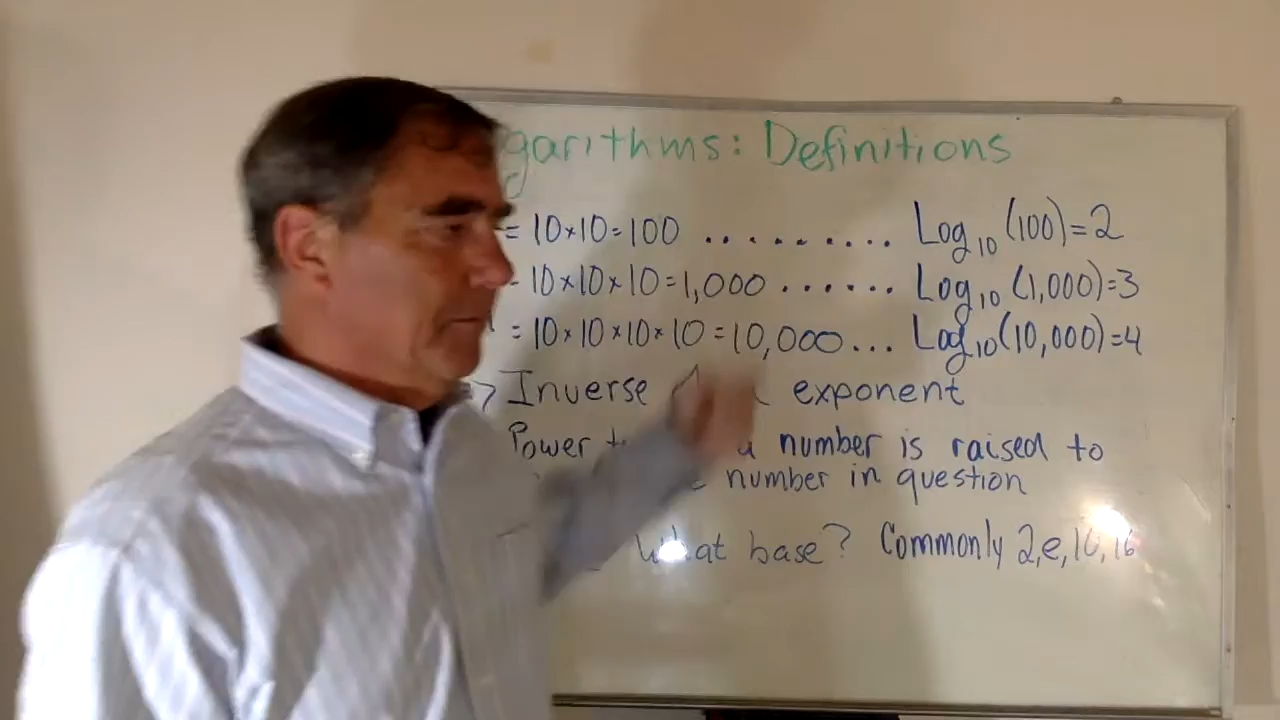 garithms: Definitions
= 10×10=100 .......... Log₁₀(100)=2
10×10×10=1,000 ...... Log₁₀(1,000)=3
= 10×10×10×10=10,000... Log₁₀(10,000)=4
=> Inverse exponent
Power number is raised to
number in question
What base? Commonly 2,e,10,16